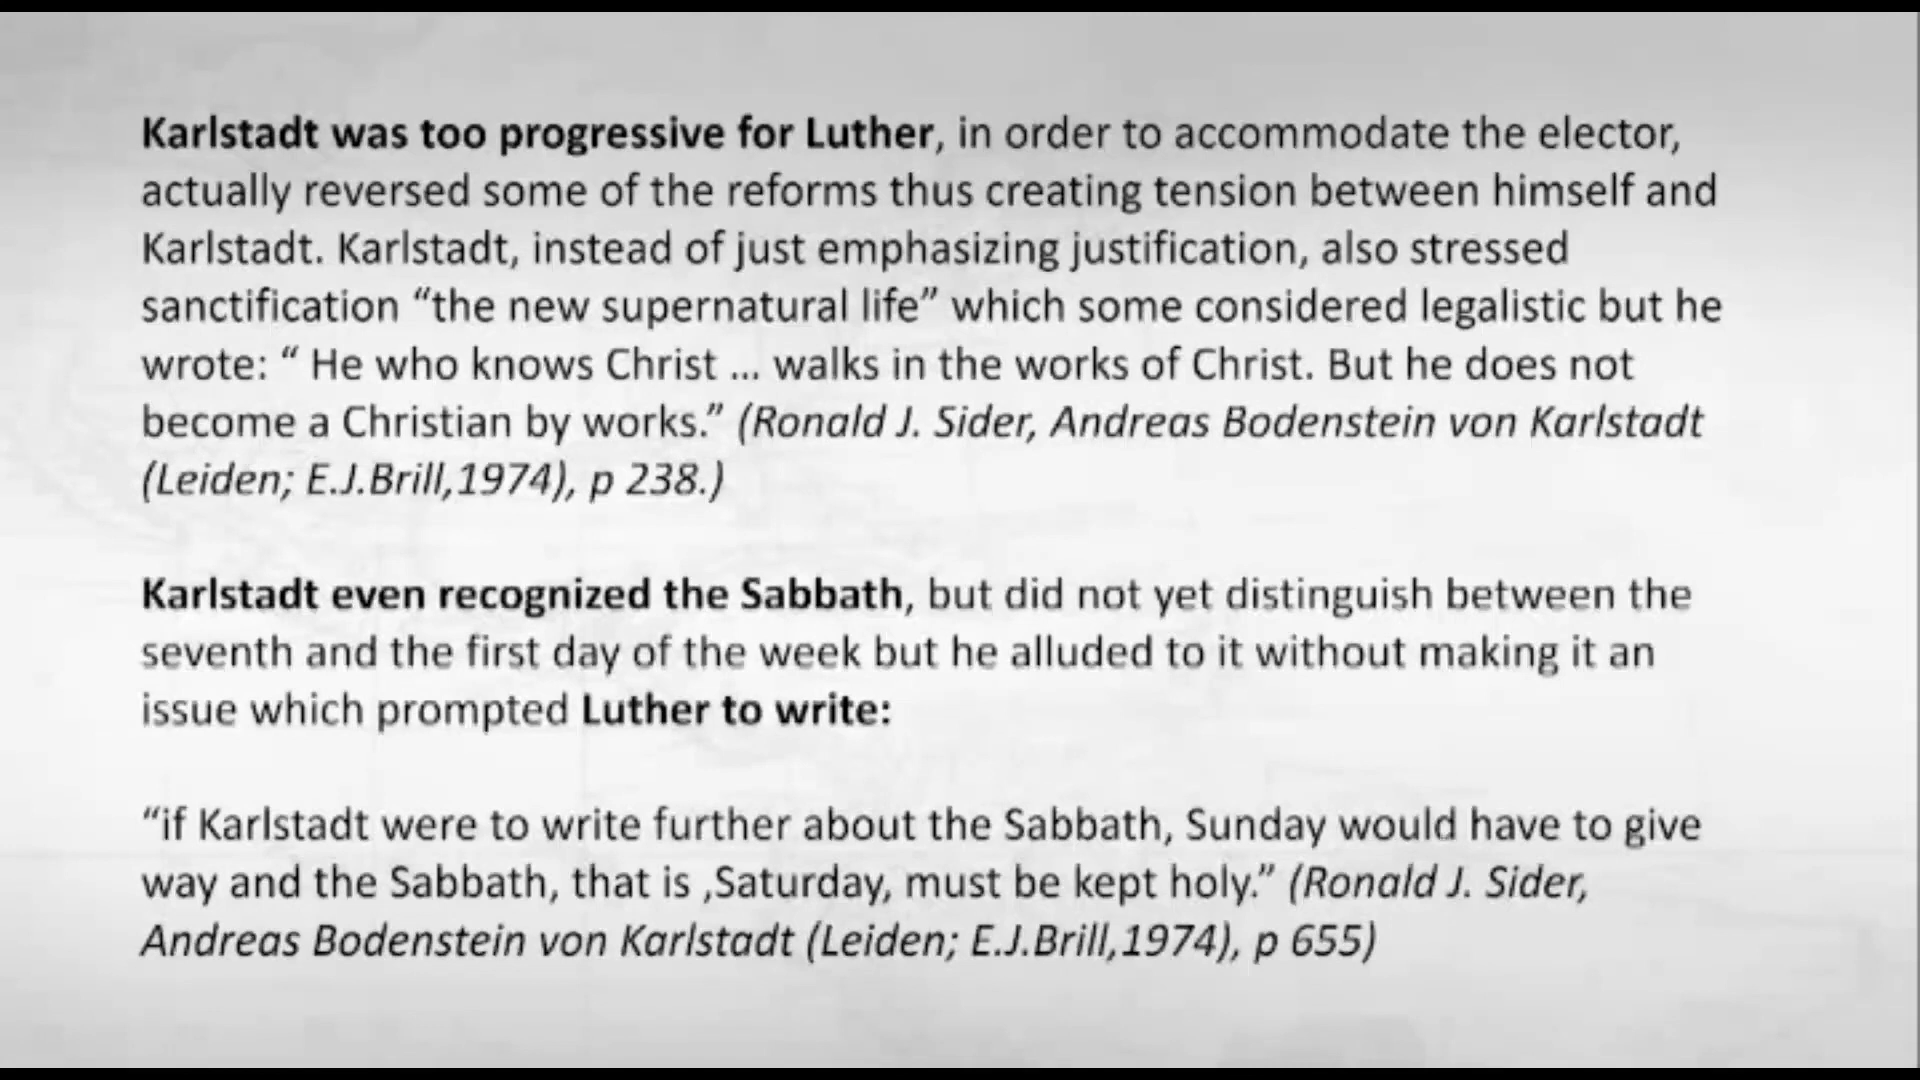 Karlstadt was too progressive for Luther, in order to accommodate the elector,
actually reversed some of the reforms thus creating tension between himself and
Karlstadt. Karlstadt, instead of just emphasizing justification, also stressed
sanctification “the new supernatural life” which some considered legalistic but he
wrote: “ He who knows Christ ... walks in the works of Christ. But he does not
become a Christian by works.” (Ronald J. Sider, Andreas Bodenstein von Karlstadt
(Leiden; E.J.Brill,1974), p 238.)
Karlstadt even recognized the Sabbath, but did not yet distinguish between the
seventh and the first day of the week but he alluded to it without making it an
issue which prompted Luther to write:
“if Karlstadt were to write further about the Sabbath, Sunday would have to give
way and the Sabbath, that is ,Saturday, must be kept holy.” (Ronald J. Sider,
Andreas Bodenstein von Karlstadt (Leiden; E.J.Brill,1974), p 655)